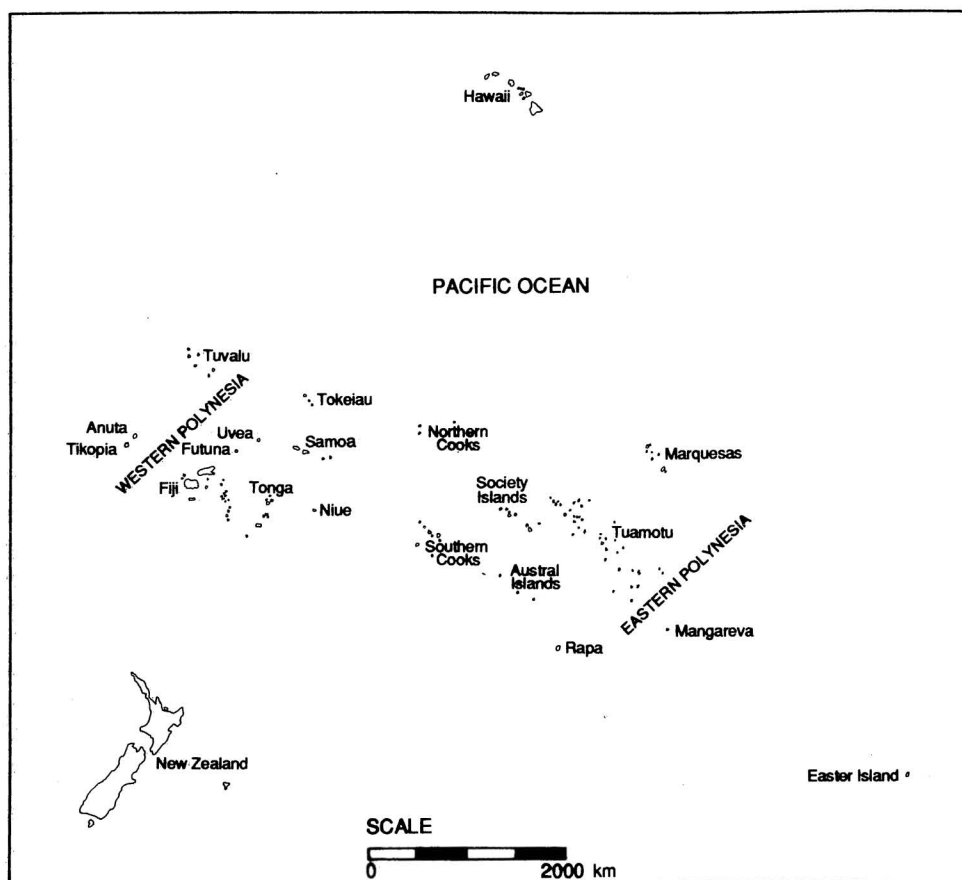 Hawaii
PACIFIC OCEAN
Tuvalu
WESTERN POLYNESIA
Tokeiau
Anuta
Tikopia
Uvea
Futuna
Samoa
Northern
Cooks
Marquesas
Fiji
Tonga
Niue
Society
Islands
Tuamotu
Southern
Cooks
Austral
Islands
EASTERN POLYNESIA
Mangareva
Rapa
New Zealand
Easter Island
SCALE
0 2000 km